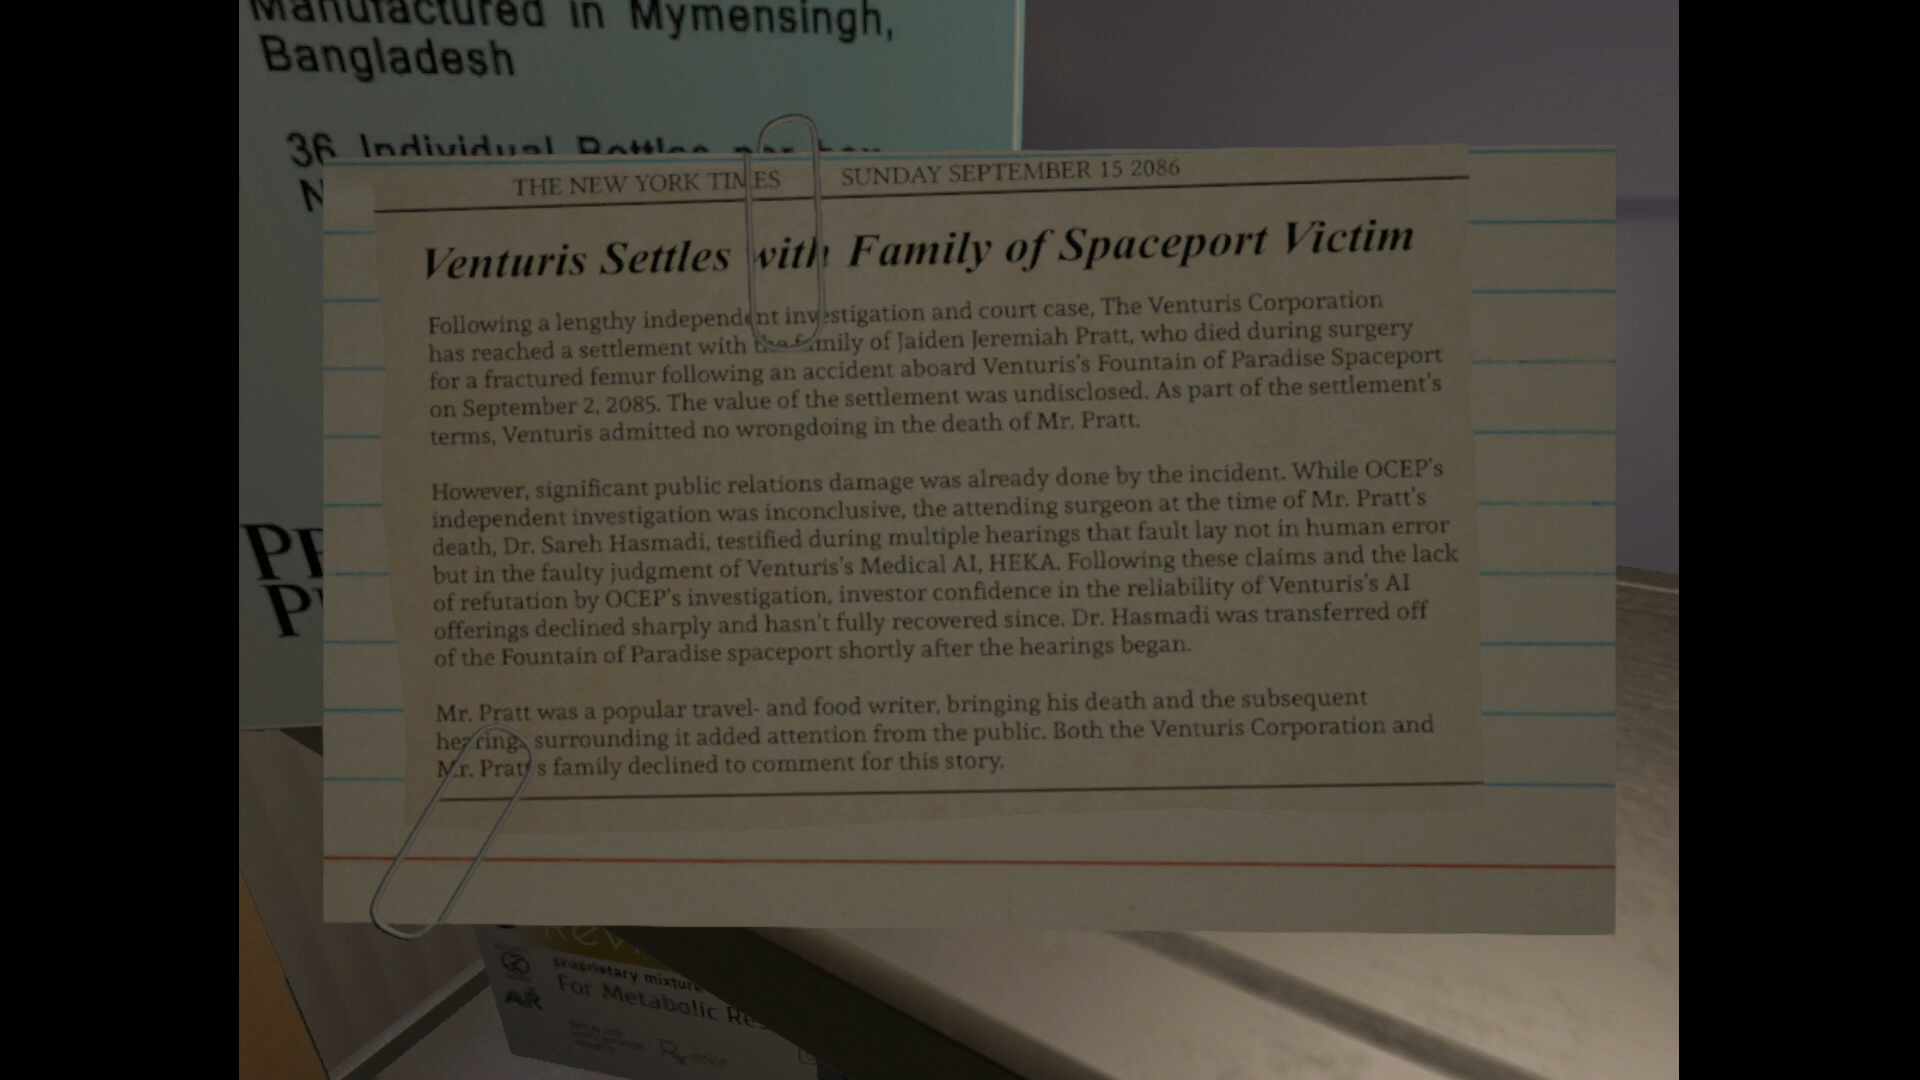 Manufactured in Mymensingh,
Bangladesh
36 Individual Bottles per box
THE NEW YORK TIMES SUNDAY SEPTEMBER 15 2086
Venturis Settles with Family of Spaceport Victim
Following a lengthy independent investigation and court case, The Venturis Corporation
has reached a settlement with the family of Jaiden Jeremiah Pratt, who died during surgery
for a fractured femur following an accident aboard Venturis's Fountain of Paradise Spaceport
on September 2, 2085. The value of the settlement was undisclosed. As part of the settlement's
terms, Venturis admitted no wrongdoing in the death of Mr. Pratt.
However, significant public relations damage was already done by the incident. While OCEP's
independent investigation was inconclusive, the attending surgeon at the time of Mr. Pratt's
death, Dr. Sareh Hasmadi, testified during multiple hearings that fault lay not in human error
but in the faulty judgment of Venturis's Medical AI, HEKA. Following these claims and the lack
of refutation by OCEP's investigation, investor confidence in the reliability of Venturis's AI
offerings declined sharply and hasn't fully recovered since. Dr. Hasmadi was transferred off
of the Fountain of Paradise spaceport shortly after the hearings began.
Mr. Pratt was a popular travel- and food writer, bringing his death and the subsequent
hearings surrounding it added attention from the public. Both the Venturis Corporation and
Mr. Pratt's family declined to comment for this story.
proprietary mixture
For Metabolic